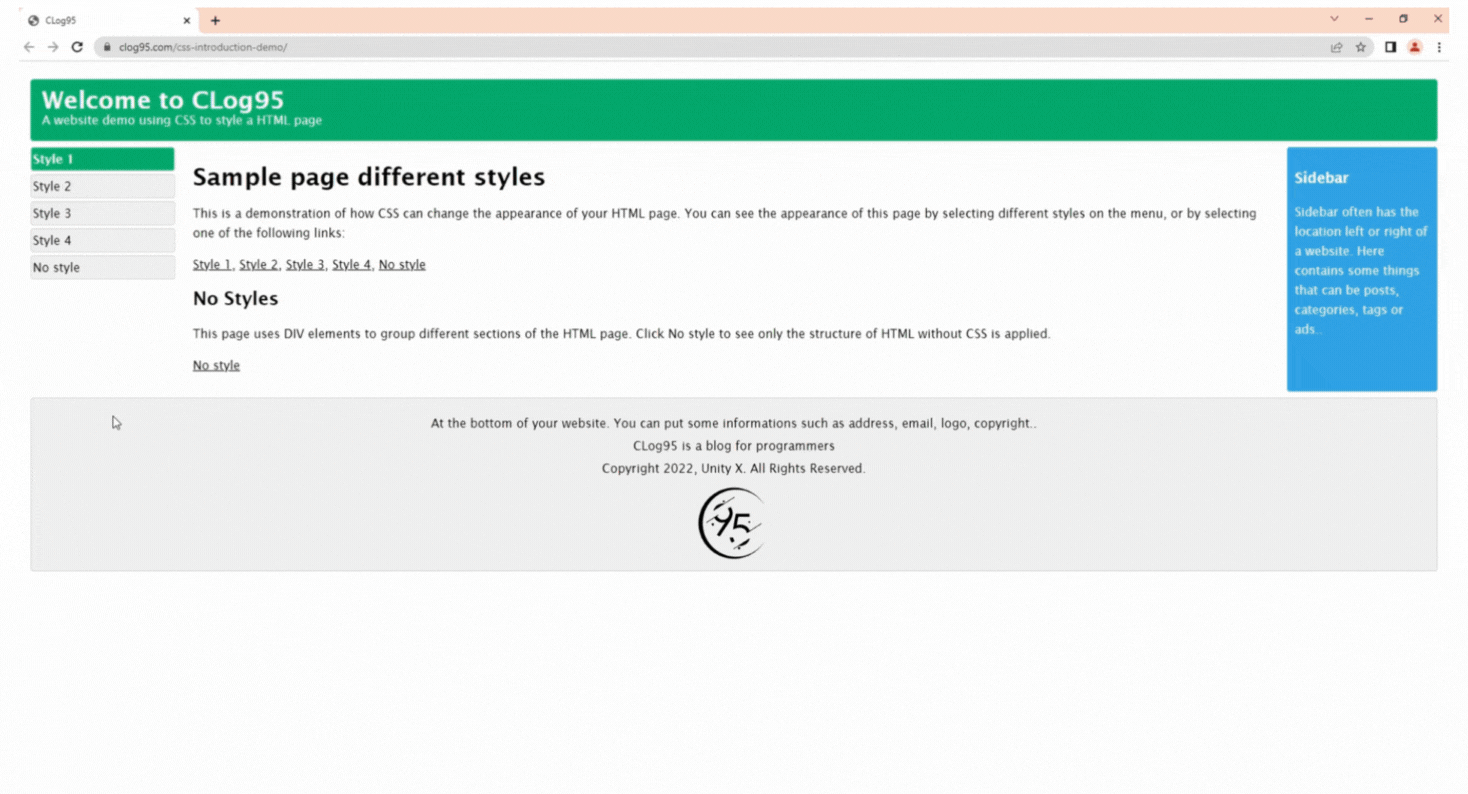 CLog95
clog95.com/css-introduction-demo/
Welcome to CLog95
A website demo using CSS to style a HTML page
Style 1
Style 2
Style 3
Style 4
No style
Sample page different styles
This is a demonstration of how CSS can change the appearance of your HTML page. You can see the appearance of this page by selecting different styles on the menu, or by selecting
one of the following links:
Style 1, Style 2, Style 3, Style 4, No style
No Styles
This page uses DIV elements to group different sections of the HTML page. Click No style to see only the structure of HTML without CSS is applied.
No style
Sidebar
Sidebar often has the
location left or right of
a website. Here
contains some things
that can be posts,
categories, tags or
ads..
At the bottom of your website. You can put some informations such as address, email, logo, copyright..
CLog95 is a blog for programmers
Copyright 2022, Unity X. All Rights Reserved.
95